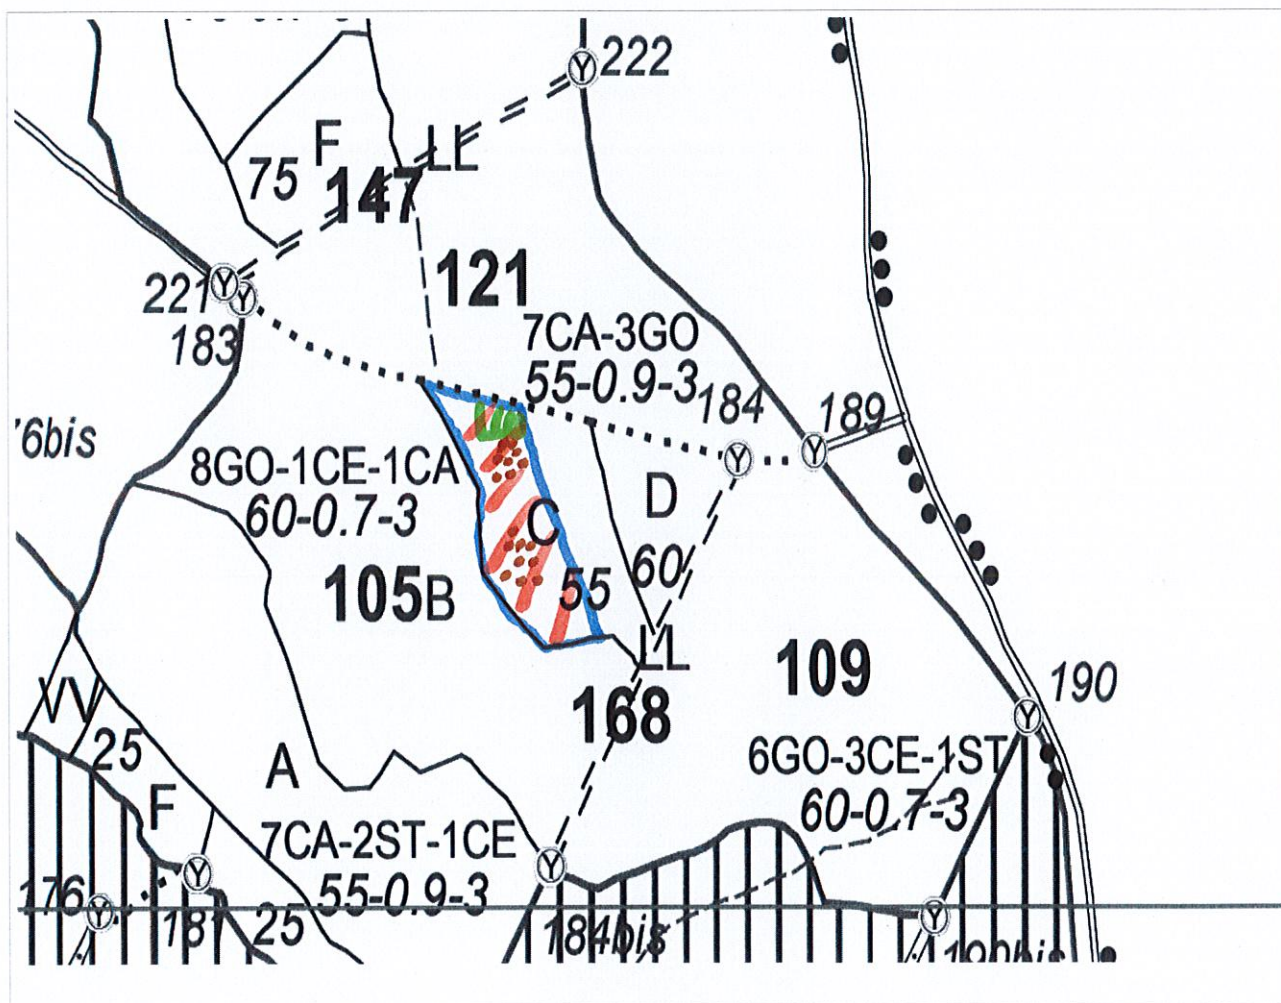 222
F
LL
75
147
121
221
183
7CA-3GO
55-0.9-3
184
189
6bis
8GO-1CE-1CA
60-0.7-3
D
C
60
55
105B
LL
109
190
168
VV
25
A
6GO-3CE-1ST
60-0.7-3
F
7CA-2ST-1CE
55-0.9-3
176
181
25
184bis
190bis
Y
Y
Y
Y
Y
Y
Y
Y
Y
Y